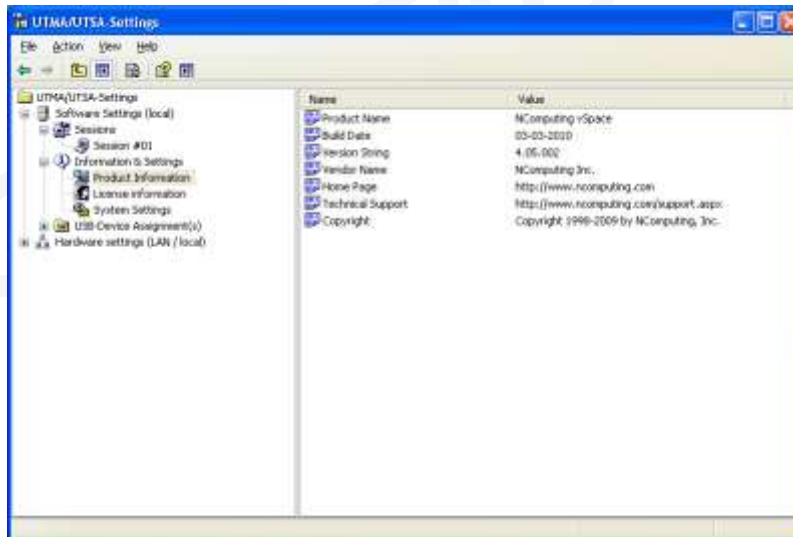 UTMA/UTSA-Settings
File Action View Help
UTMA/UTSA-Settings
Software Settings (local)
Sessions
Session #01
Information & Settings
Product Information
License information
System Settings
USB-Device Assignment(s)
Hardware settings (LAN / local)
Name Value
Product Name NComputing vSpace
Build Date 03-03-2010
Version String 4.05.002
Vendor Name NComputing Inc.
Home Page http://www.ncomputing.com
Technical Support http://www.ncomputing.com/support.aspx
Copyright Copyright 1998-2009 by NComputing, Inc.